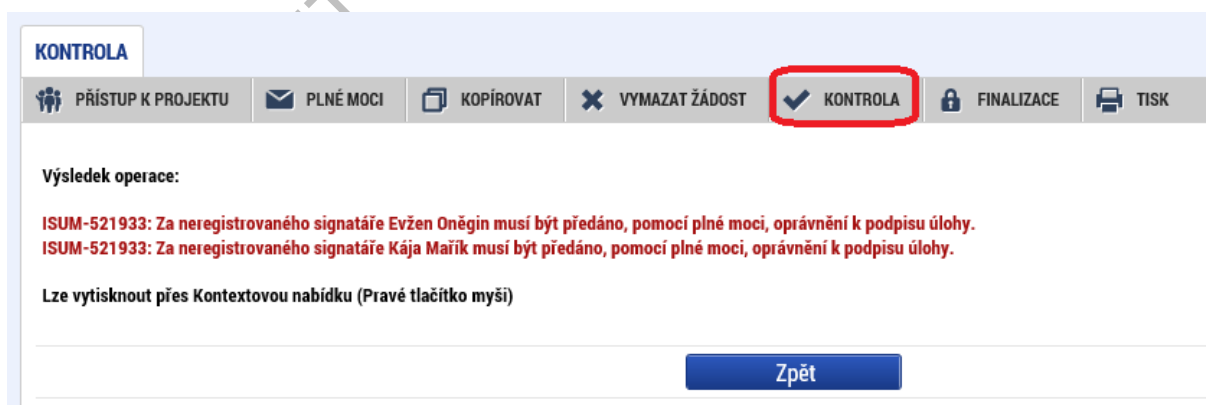 KONTROLA
PŘÍSTUP K PROJEKTU PLNÉ MOCI KOPÍROVAT VYMAZAT ŽÁDOST KONTROLA FINALIZACE TISK
Výsledek operace:
ISUM-521933: Za neregistrovaného signatáře Evžen Oněgin musí být předáno, pomocí plné moci, oprávnění k podpisu úlohy.
ISUM-521933: Za neregistrovaného signatáře Kája Mařík musí být předáno, pomocí plné moci, oprávnění k podpisu úlohy.
Lze vytisknout přes Kontextovou nabídku (Pravé tlačítko myši)
Zpět